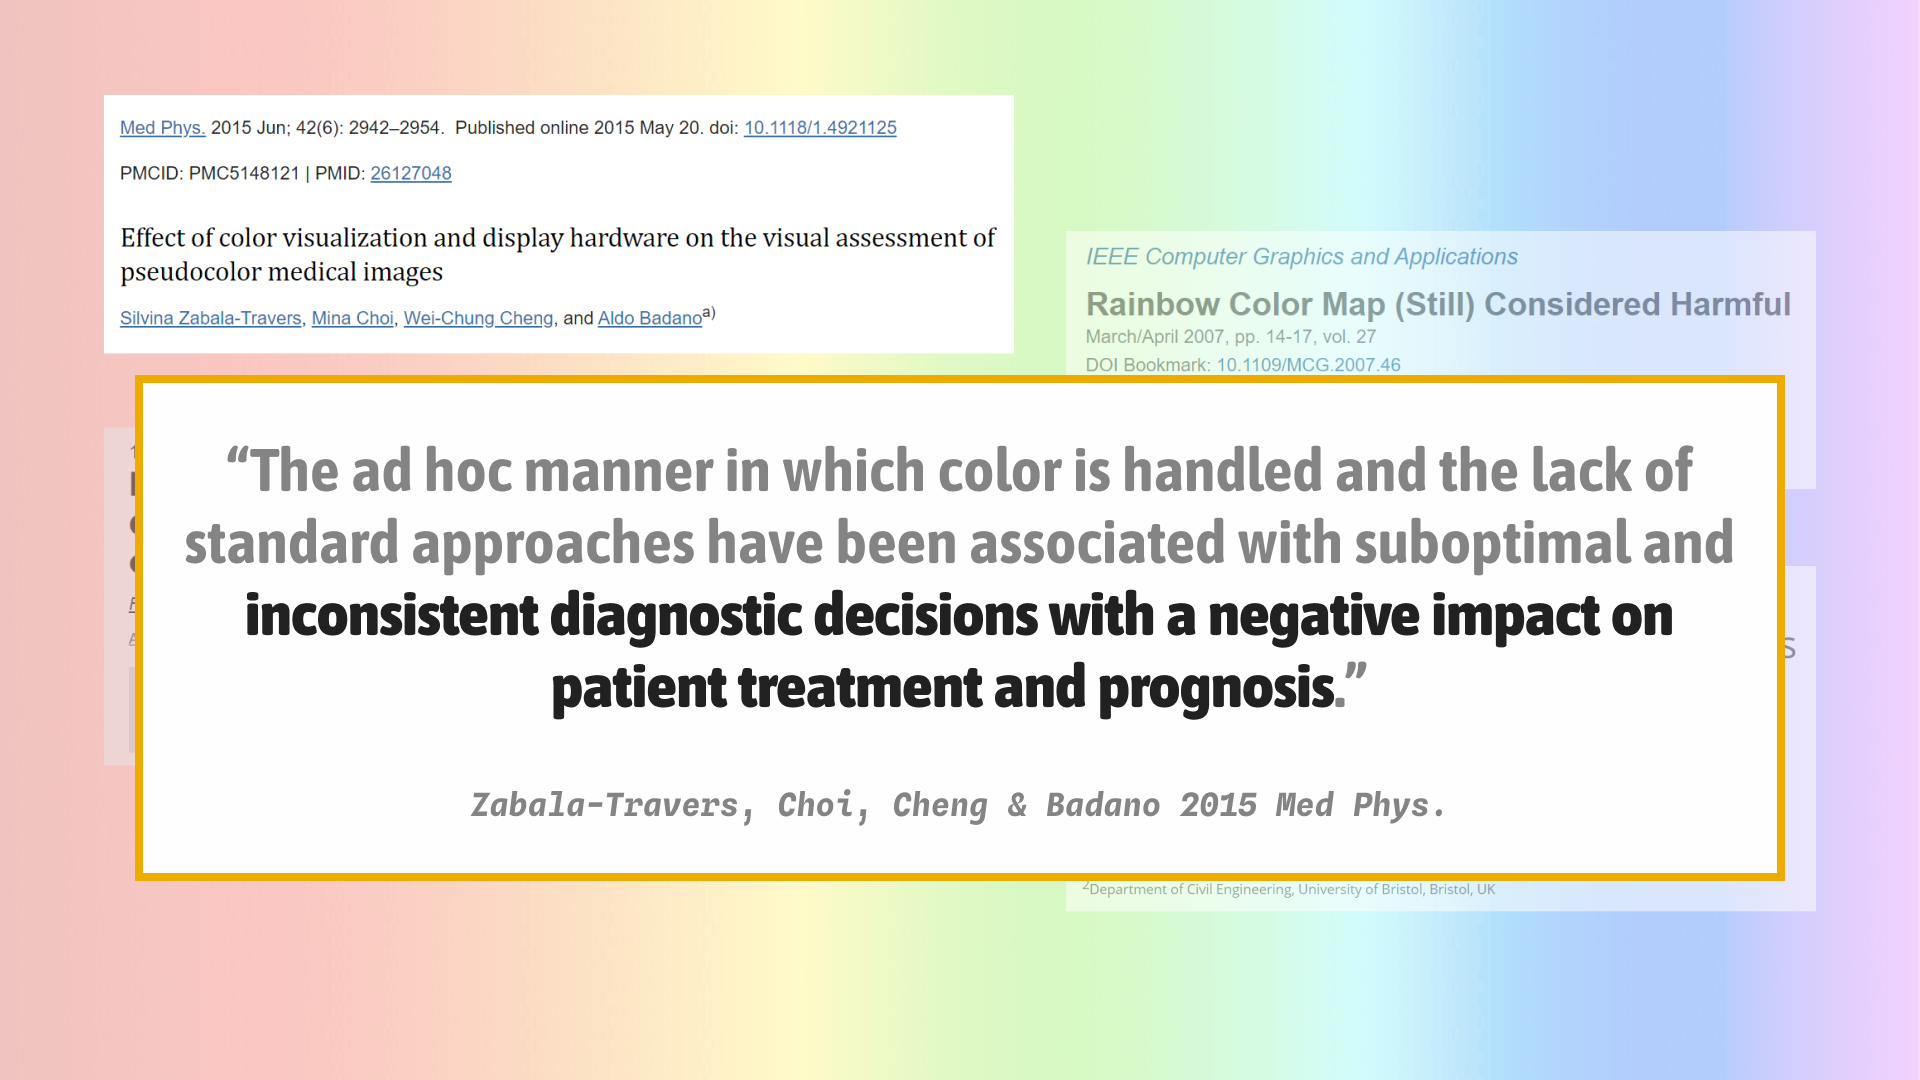 Med Phys. 2015 Jun; 42(6): 2942–2954. Published online 2015 May 20. doi: 10.1118/1.4921125
PMCID: PMC5148121 | PMID: 26127048
Effect of color visualization and display hardware on the visual assessment of
pseudocolor medical images
Silvina Zabala-Travers, Mina Choi, Wei-Chung Cheng, and Aldo Badano a)
IEEE Computer Graphics and Applications
Rainbow Color Map (Still) Considered Harmful
March/April 2007, pp. 14-17, vol. 27
DOI Bookmark: 10.1109/MCG.2007.46
“The ad hoc manner in which color is handled and the lack of
standard approaches have been associated with suboptimal and
inconsistent diagnostic decisions with a negative impact on
patient treatment and prognosis.”
Zabala-Travers, Choi, Cheng & Badano 2015 Med Phys.
2Department of Civil Engineering, University of Bristol, Bristol, UK